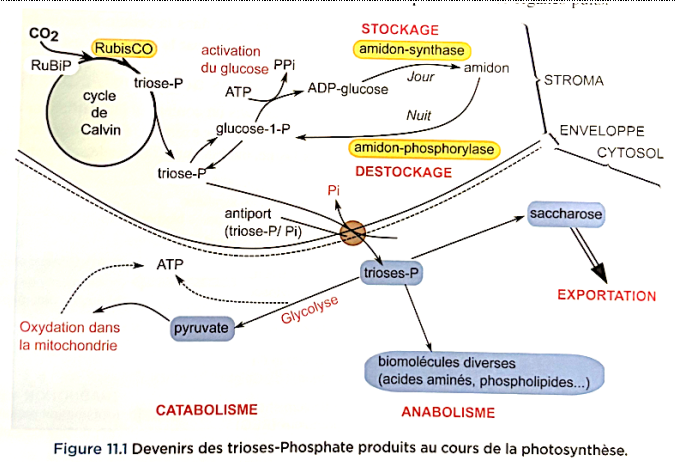 STOCKAGE
CO2
RubisCO
activation
du glucose
PPi
amidon-synthase
RuBiP
triose-P
ATP
ADP-glucose
Jour
amidon
STROMA
cycle
de
Calvin
glucose-1-P
Nuit
ENVELOPPE
amidon-phosphorylase
CYTOSOL
triose-P
DESTOCKAGE
Pi
antiport
(triose-P/ Pi)
saccharose
ATP
trioses-P
EXPORTATION
Glycolyse
Oxydation dans
la mitochondrie
pyruvate
biomolécules diverses
(acides aminés, phospholipides...)
CATABOLISME
ANABOLISME
Figure 11.1 Devenirs des trioses-Phosphate produits au cours de la photosynthèse.